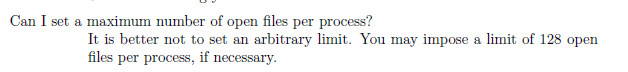 Can I set a maximum number of open files per process?
It is better not to set an arbitrary limit. You may impose a limit of 128 open
files per process, if necessary.